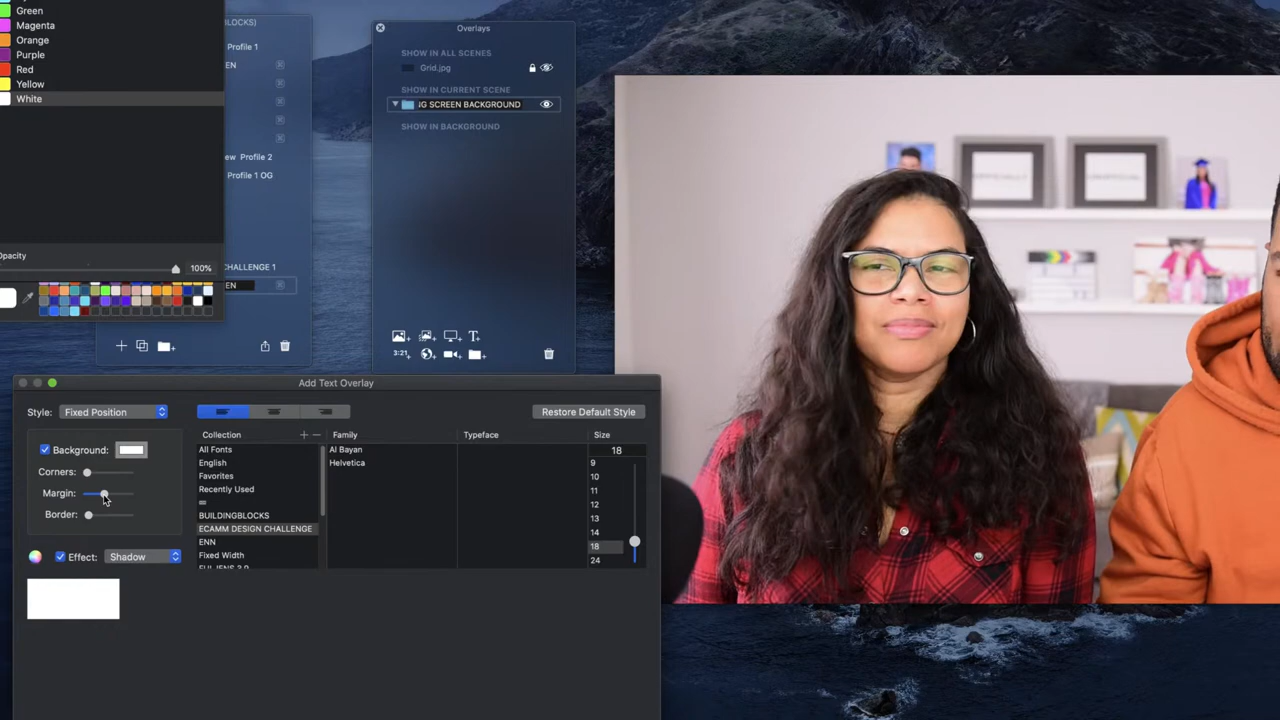 Green
Magenta
Orange
Purple
Red
Yellow
White
Opacity
100%
BLOCKS)
Profile 1
EN
ew Profile 2
Profile 1 OG
CHALLENGE 1
EN
Overlays
SHOW IN ALL SCENES
Grid.jpg
SHOW IN CURRENT SCENE
G SCREEN BACKGROUND
SHOW IN BACKGROUND
3:21
T+
Add Text Overlay
Style: Fixed Position
Restore Default Style
Background:
Corners:
Margin:
Border:
Effect: Shadow
Collection
All Fonts
English
Favorites
Recently Used
BUILDINGBLOCKS
ECAMM DESIGN CHALLENGE
ENN
Fixed Width
Family
Al Bayan
Helvetica
Typeface
Size
18
9
10
11
12
13
14
18
24